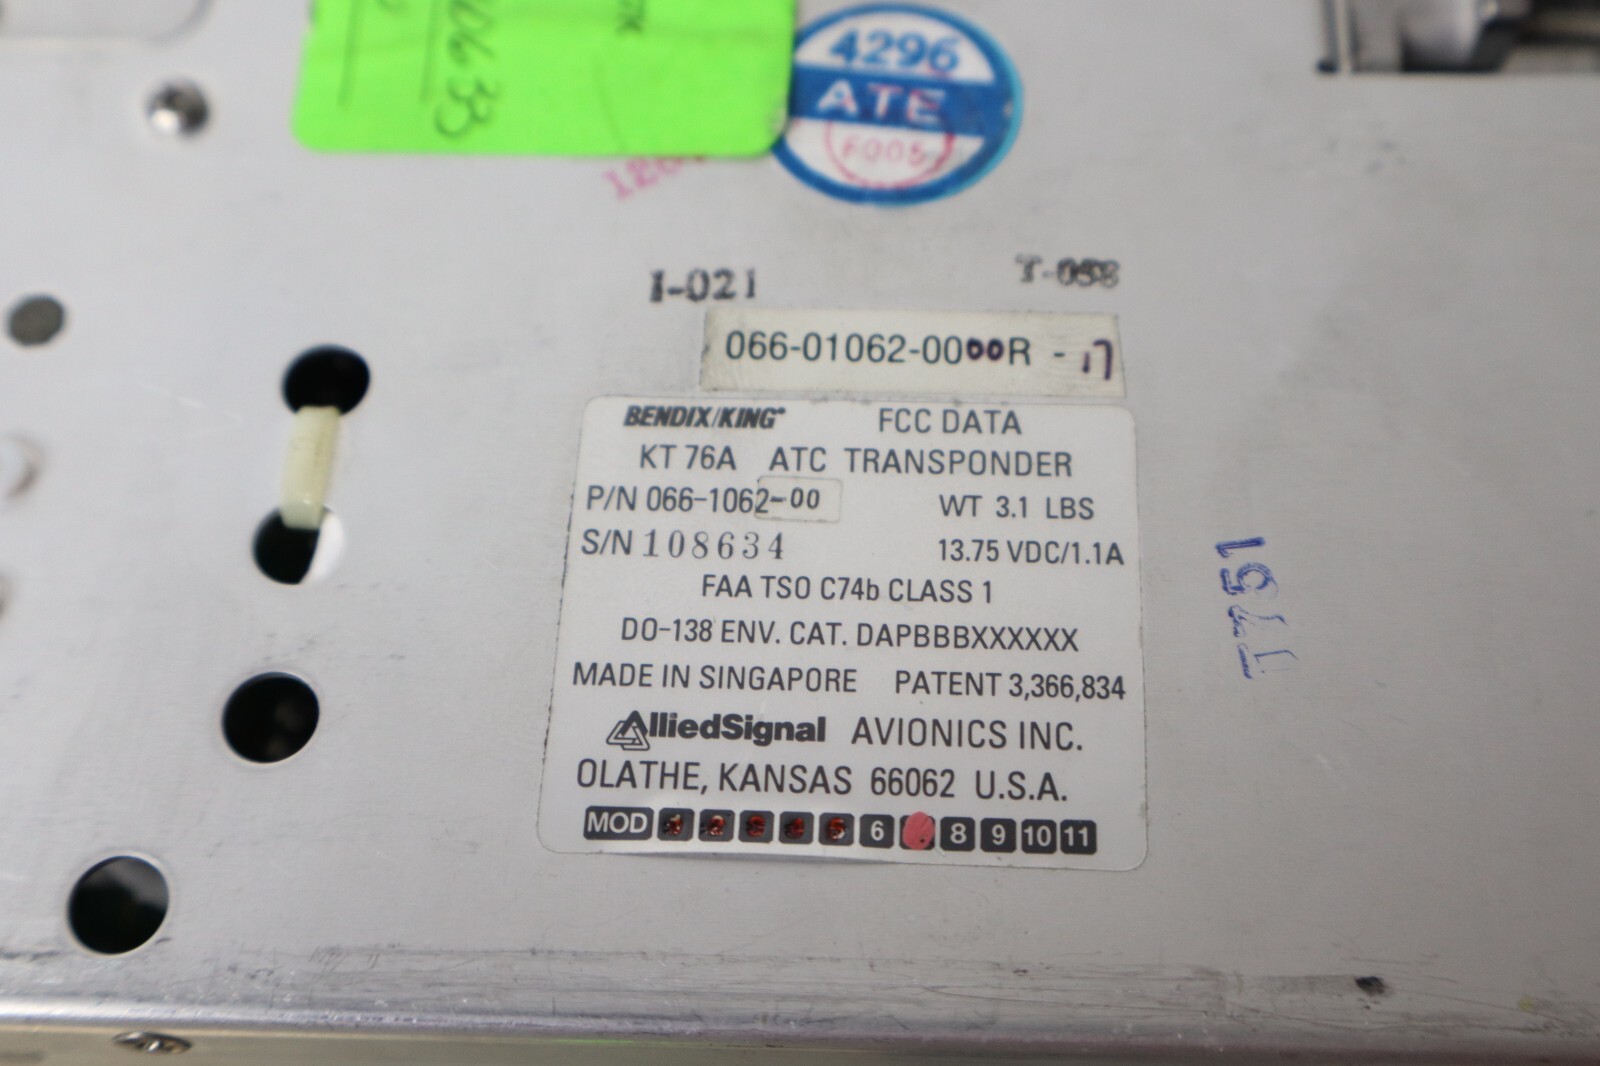 4296
ATE
F005
I-021
T-058
066-01062-0000R - 17
BENDIX/KING® FCC DATA
KT 76A ATC TRANSPONDER
P/N 066-1062-00 WT 3.1 LBS
S/N 108634 13.75 VDC/1.1A
FAA TSO C74b CLASS 1
DO-138 ENV. CAT. DAPBBBXXXXXX
MADE IN SINGAPORE PATENT 3,366,834
AlliedSignal AVIONICS INC.
OLATHE, KANSAS 66062 U.S.A.
MOD 1 2 3 4 5 6 8 9 10 11